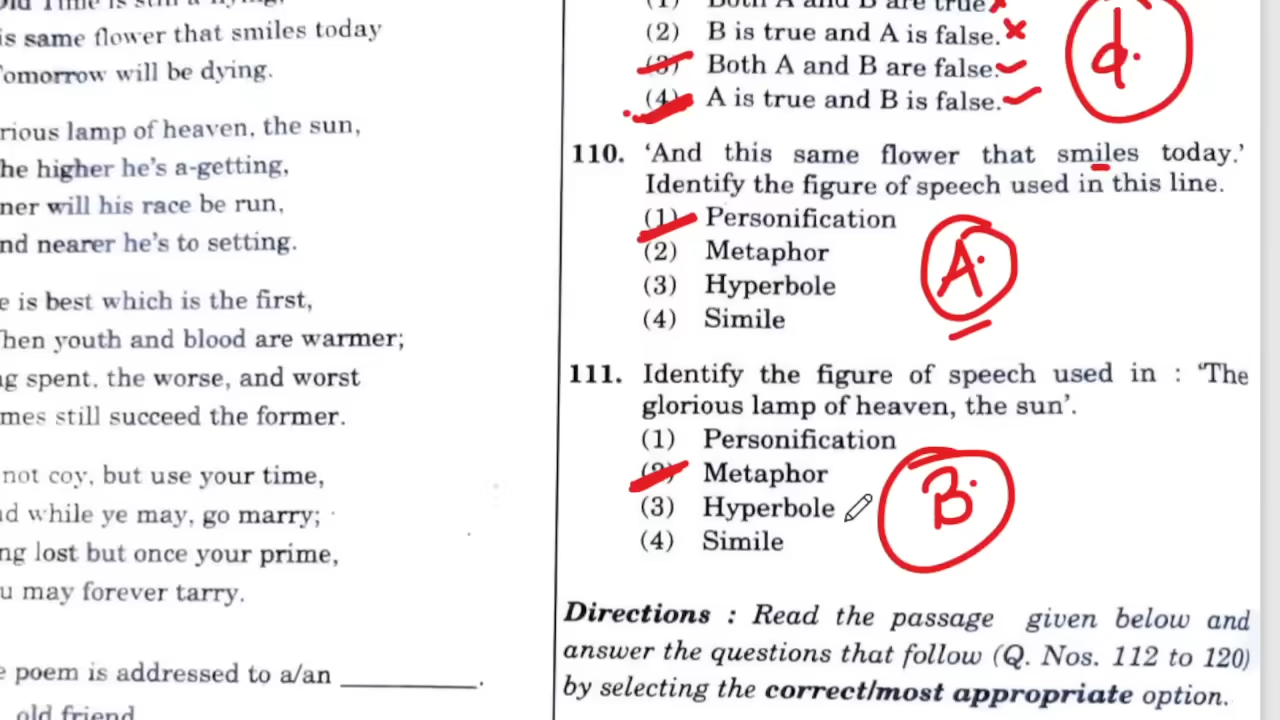 is same flower that smiles today
Tomorrow will be dying.
rious lamp of heaven, the sun,
he higher he's a-getting,
ner will his race be run,
nd nearer he's to setting.
e is best which is the first,
hen youth and blood are warmer;
g spent, the worse, and worst
mes still succeed the former.
not coy, but use your time,
d while ye may, go marry;
ng lost but once your prime,
u may forever tarry.
e poem is addressed to a/an ________.
old friend
(1) Both A and B are true
(2) B is true and A is false.
(3) Both A and B are false.
(4) A is true and B is false.
d.
110. ‘And this same flower that smiles today.’
Identify the figure of speech used in this line.
(1) Personification
(2) Metaphor
(3) Hyperbole
(4) Simile
A.
111. Identify the figure of speech used in : ‘The
glorious lamp of heaven, the sun’.
(1) Personification
(2) Metaphor
(3) Hyperbole
(4) Simile
B.
Directions : Read the passage given below and
answer the questions that follow (Q. Nos. 112 to 120)
by selecting the correct/most appropriate option.